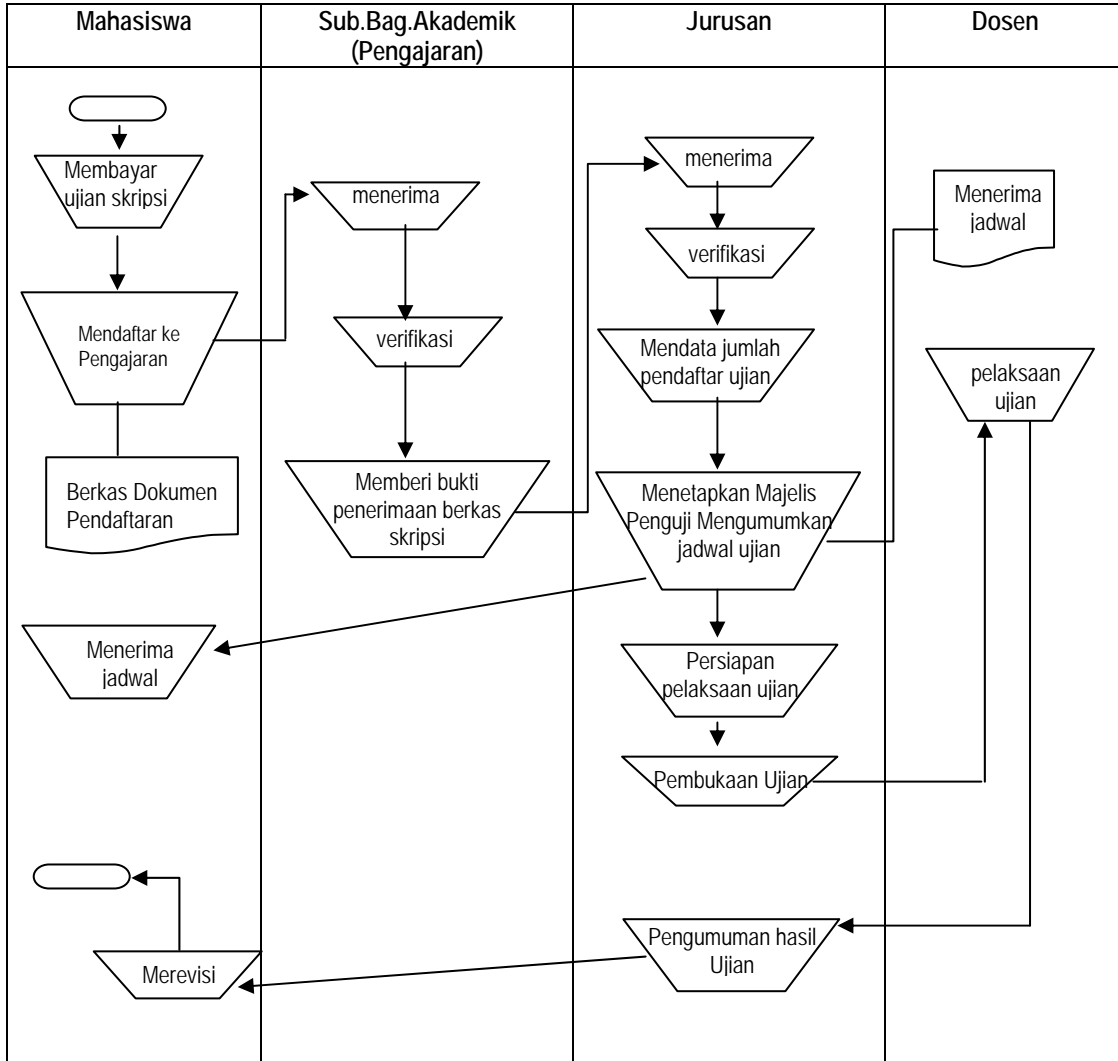 Mahasiswa
Sub.Bag.Akademik
(Pengajaran)
Jurusan
Dosen
Membayar
ujian skripsi
Mendaftar ke
Pengajaran
Berkas Dokumen
Pendaftaran
Menerima
jadwal
Merevisi
menerima
verifikasi
Memberi bukti
penerimaan berkas
skripsi
menerima
verifikasi
Mendata jumlah
pendaftar ujian
Menetapkan Majelis
Penguji Mengumumkan
jadwal ujian
Persiapan
pelaksaan ujian
Pembukaan Ujian
Pengumuman hasil
Ujian
Menerima
jadwal
pelaksaan
ujian